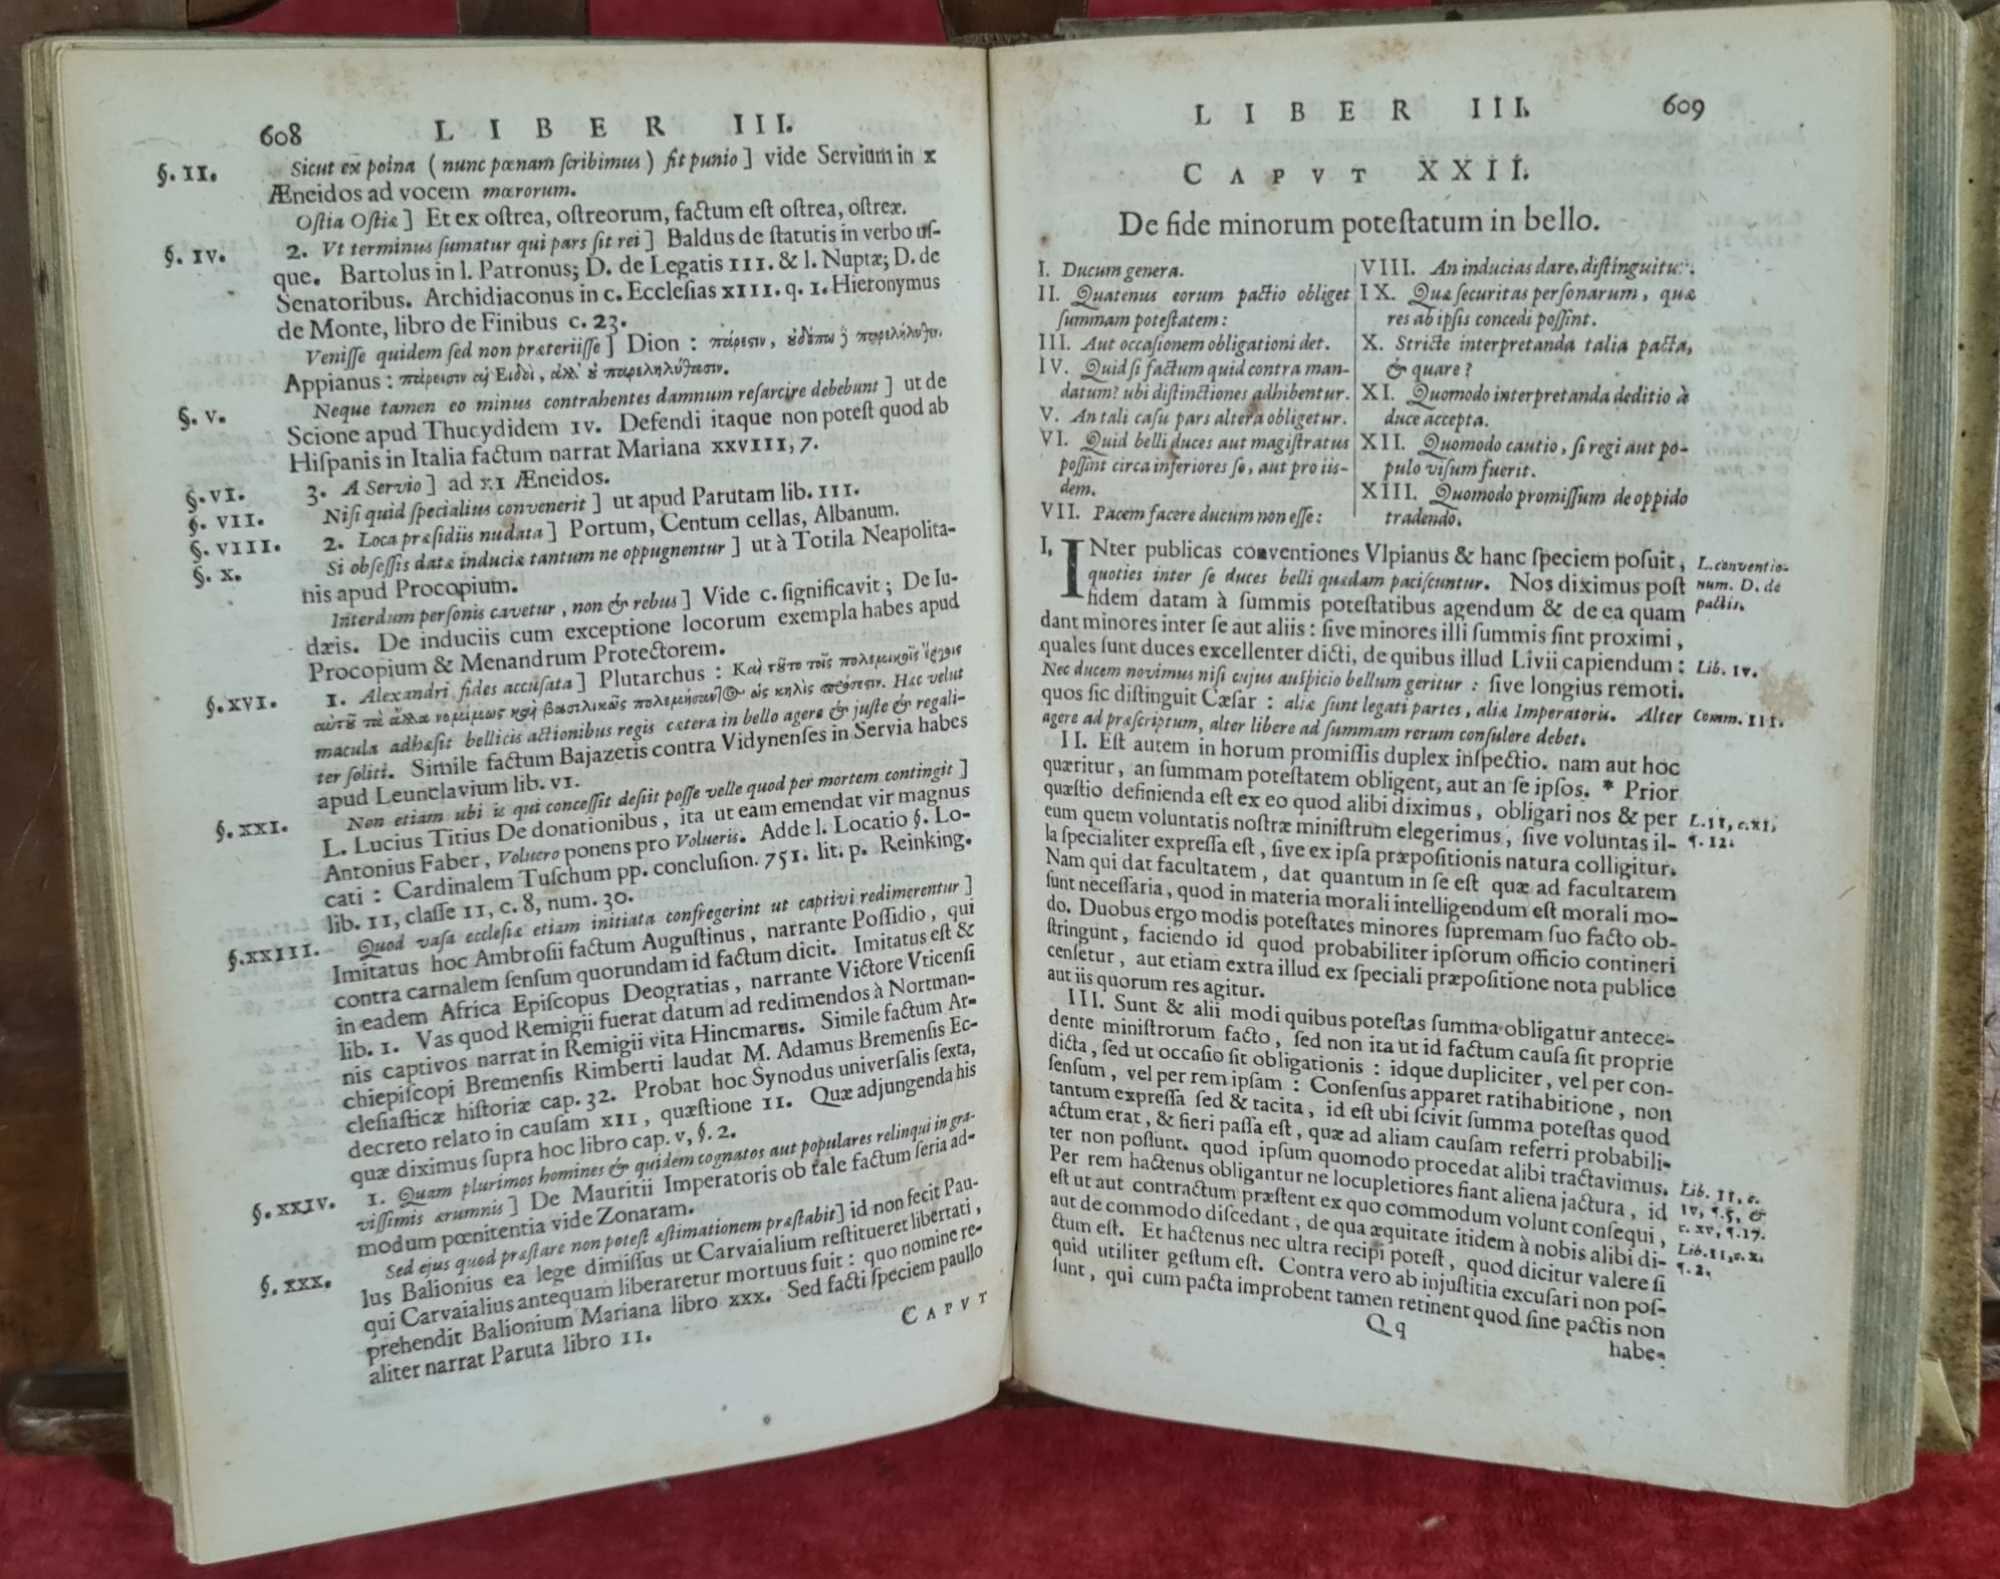 608 LIBER III.
§. II. Sicut ex poina ( nunc pœnam ſcribimus ) fit punio ] vide Servium in x
Æneidos ad vocem mœrorum.
Oſtia Oſtiæ ] Et ex oſtrea, oſtreorum, factum eſt oſtrea, oſtreæ.
§. IV. 2. Vt terminus ſumatur qui pars ſit rei ] Baldus de ſtatutis in verbo uſ-
que. Bartolus in l. Patronus; D. de Legatis III. & l. Nuptæ; D. de
Senatoribus. Archidiaconus in c. Eccleſias XIII. q. 1. Hieronymus
de Monte, libro de Finibus c. 23.
Veniſſe quidem ſed non præteriiſſe ] Dion :
Appianus :
§. V. Neque tamen eo minus contrahentes damnum reſarcire debebunt ] ut de
Scione apud Thucydidem IV. Defendi itaque non poteſt quod ab
Hiſpanis in Italia factum narrat Mariana XXVIII, 7.
§. VI. 3. A Servio ] ad XI Æneidos.
§. VII. Niſi quid ſpecialius convenerit ] ut apud Parutam lib. III.
§. VIII. 2. Loca præſidiis nudata ] Portum, Centum cellas, Albanum.
§. X. Si obſeſſis datæ induciæ tantum ne oppugnentur ] ut à Totila Neapolita-
nis apud Procopium.
Interdum perſonis cavetur, non & rebus ] Vide c. ſignificavit ; De Iu-
dæis. De induciis cum exceptione locorum exempla habes apud
Procopium & Menandrum Protectorem.
§. XVI. 1. Alexandri fides accuſata ] Plutarchus : Καὶ τῦτο τοῖς πολεμικοῖς ἔργοις
αὐτῦ τὰ ἄλλα νομίμως καὶ βασιλικῶς ὡς κηλὶς Hac velut
macula adhæſit bellicis actionibus regis cætera in bello agere & juſte & regali-
ter ſoliti. Simile factum Bajazetis contra Vidynenſes in Servia habes
apud Leunclavium lib. VI.
§. XXI. Non etiam ubi is qui conceſſit deſiit poſſe velle quod per mortem contingit ]
L. Lucius Titius De donationibus, ita ut eam emendat vir magnus
Antonius Faber, Voluero ponens pro Volueris. Adde l. Locatio §. Lo-
cati : Cardinalem Tuſchum pp. concluſion. 751. lit. p. Reinking.
lib. II, claſſe II, c. 8, num. 30.
§. XXIII. Quod vaſa eccleſiæ etiam initiata confregerint ut captivi redimerentur ]
Imitatus hoc Ambroſii factum Auguſtinus, narrante Poſſidio, qui
contra carnalem ſenſum quorundam id factum dicit. Imitatus eſt &
in eadem Africa Epiſcopus Deogratias, narrante Victore Vticenſi
lib. 1. Vas quod Remigii fuerat datum ad redimendos à Nortman-
nis captivos narrat in Remigii vita Hincmarus. Simile factum Ar-
chiepiſcopi Bremenſis Rimberti laudat M. Adamus Bremenſis Ec-
cleſiaſticæ hiſtoriæ cap. 32. Probat hoc Synodus univerſalis ſexta,
decreto relato in cauſam XII, quæſtione II. Quæ adjungenda his
quæ diximus ſupra hoc libro cap. V, §. 2.
§. XXIV. 1. Quam plurimos homines & quidem cognatos aut populares relinqui in gra-
viſſimis ærumnis ] De Mauritii Imperatoris ob tale factum ſeria ad-
modum pœnitentia vide Zonaram.
§. XXX. Sed ejus quod præſtare non poteſt æſtimationem præſtabit ] id non fecit Pau-
lus Balionius ea lege dimiſſus ut Carvaialium reſtitueret libertati,
qui Carvaialius antequam liberaretur mortuus fuit : quo nomine re-
prehendit Balionium Mariana libro XXX. Sed facti ſpeciem paullo
aliter narrat Paruta libro II.
CAPVT
LIBER III. 609
CAPVT XXII.
De fide minorum poteſtatum in bello.
I. Ducum genera.
II. Quatenus eorum pactio obliget
ſummam poteſtatem :
III. Aut occaſionem obligationi det.
IV. Quid ſi factum quid contra man-
datum? ubi diſtinctiones adhibentur.
V. An tali caſu pars altera obligetur.
VI. Quid belli duces aut magiſtratus
poſſint circa inferiores ſe, aut pro iis-
dem.
VII. Pacem facere ducum non eſſe :
VIII. An inducias dare, diſtinguitur.
IX. Quæ ſecuritas perſonarum, quæ
res ab ipſis concedi poſſint.
X. Stricte interpretanda talia pacta,
& quare?
XI. Quomodo interpretanda deditio à
duce accepta.
XII. Quomodo cautio, ſi regi aut po-
pulo viſum fuerit.
XIII. Quomodo promiſſum de oppido
tradendo.
I. INter publicas conventiones Vlpianus & hanc ſpeciem poſuit, L. conventio-
quoties inter ſe duces belli quædam paciſcuntur. Nos diximus poſt num. D. de
fidem datam à ſummis poteſtatibus agendum & de ea quam pactis.
dant minores inter ſe aut aliis : ſive minores illi ſummis ſint proximi,
quales ſunt duces excellenter dicti, de quibus illud Livii capiendum : Lib. IV.
Nec ducem novimus niſi cujus auſpicio bellum geritur : ſive longius remoti.
quos ſic diſtinguit Cæſar : aliæ ſunt legati partes, aliæ Imperatoris. Alter Comm. III.
agere ad præſcriptum, alter libere ad ſummam rerum conſulere debet.
II. Eſt autem in horum promiſſis duplex inſpectio. nam aut hoc
quæritur, an ſummam poteſtatem obligent, aut an ſe ipſos. * Prior
quæſtio definienda eſt ex eo quod alibi diximus, obligari nos & per L. II, c. XI,
eum quem voluntatis noſtræ miniſtrum elegerimus, ſive voluntas il- ¶. 12.
la ſpecialiter expreſſa eſt, ſive ex ipſa præpoſitionis natura colligitur.
Nam qui dat facultatem, dat quantum in ſe eſt quæ ad facultatem
ſunt neceſſaria, quod in materia morali intelligendum eſt morali mo-
do. Duobus ergo modis poteſtates minores ſupremam ſuo facto ob-
ſtringunt, faciendo id quod probabiliter ipſorum officio contineri
cenſetur, aut etiam extra illud ex ſpeciali præpoſitione nota publice
aut iis quorum res agitur.
III. Sunt & alii modi quibus poteſtas ſumma obligatur antece-
dente miniſtrorum facto, ſed non ita ut id factum cauſa ſit proprie
dicta, ſed ut occaſio ſit obligationis : idque dupliciter, vel per con-
ſenſum, vel per rem ipſam : Conſenſus apparet ratihabitione, non
tantum expreſſa ſed & tacita, id eſt ubi ſcivit ſumma poteſtas quod
actum erat, & fieri paſſa eſt, quæ ad aliam cauſam referri probabili-
ter non poſſunt. quod ipſum quomodo procedat alibi tractavimus. Lib. II, c.
Per rem hactenus obligantur ne locupletiores fiant aliena jactura, id IV, ¶. 5, &
eſt ut aut contractum præſtent ex quo commodum volunt conſequi, c. XV, ¶. 17.
aut de commodo diſcedant, de qua æquitate itidem à nobis alibi di- Lib. II, c. X.
ctum eſt. Et hactenus nec ultra recipi poteſt, quod dicitur valere ſi ¶. 2.
quid utiliter geſtum eſt. Contra vero ab injuſtitia excuſari non poſ-
ſunt, qui cum pacta improbent tamen retinent quod ſine pactis non
Qq habe-